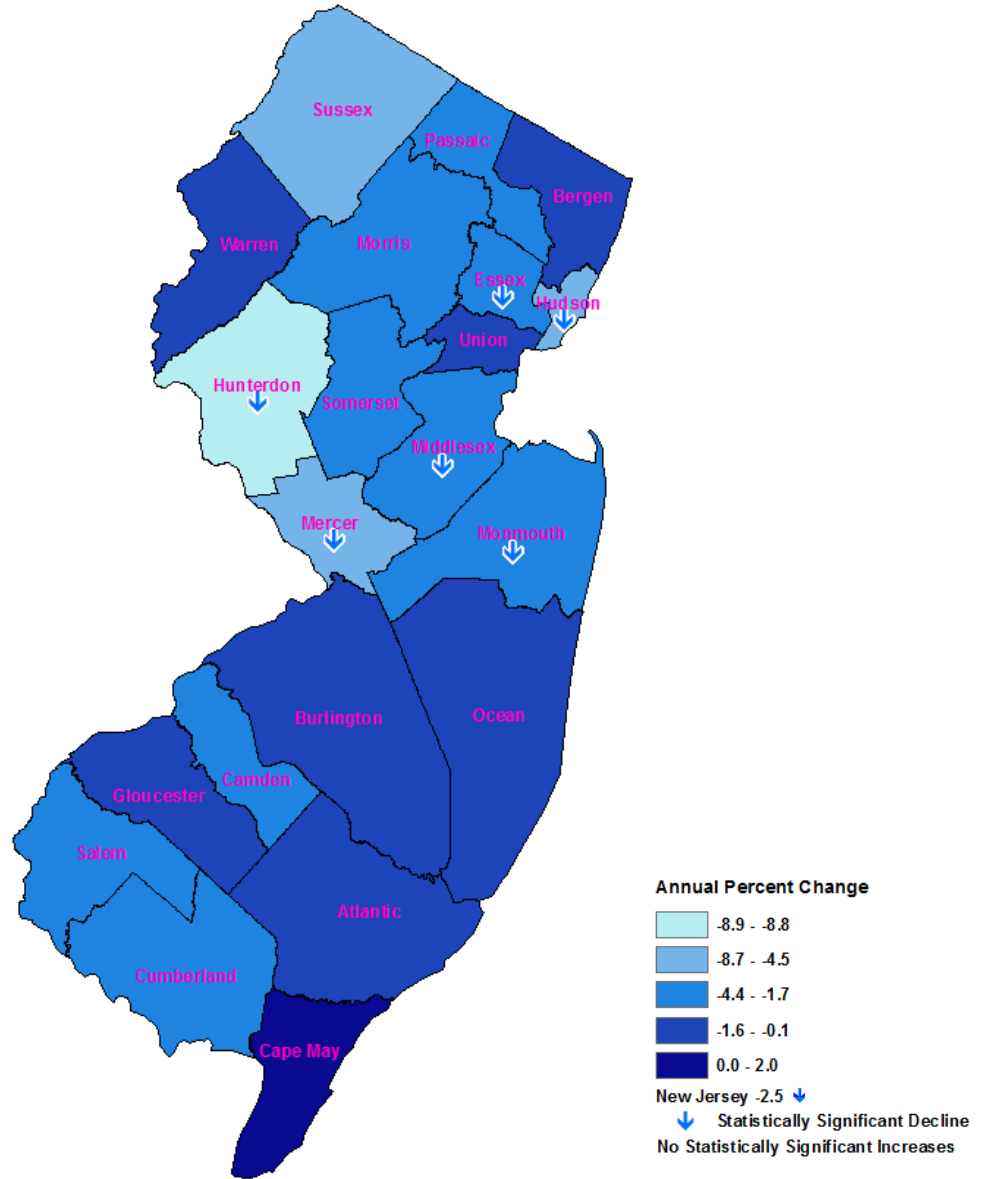 Sussex
Passaic
Bergen
Warren
Morris
Essex
Hudson
Union
Hunterdon
Somerset
Middlesex
Mercer
Monmouth
Burlington
Ocean
Camden
Gloucester
Salem
Atlantic
Cumberland
Cape May
Annual Percent Change
-8.9 - -8.8
-8.7 - -4.5
-4.4 - -1.7
-1.6 - -0.1
0.0 - 2.0
New Jersey -2.5
Statistically Significant Decline
No Statistically Significant Increases